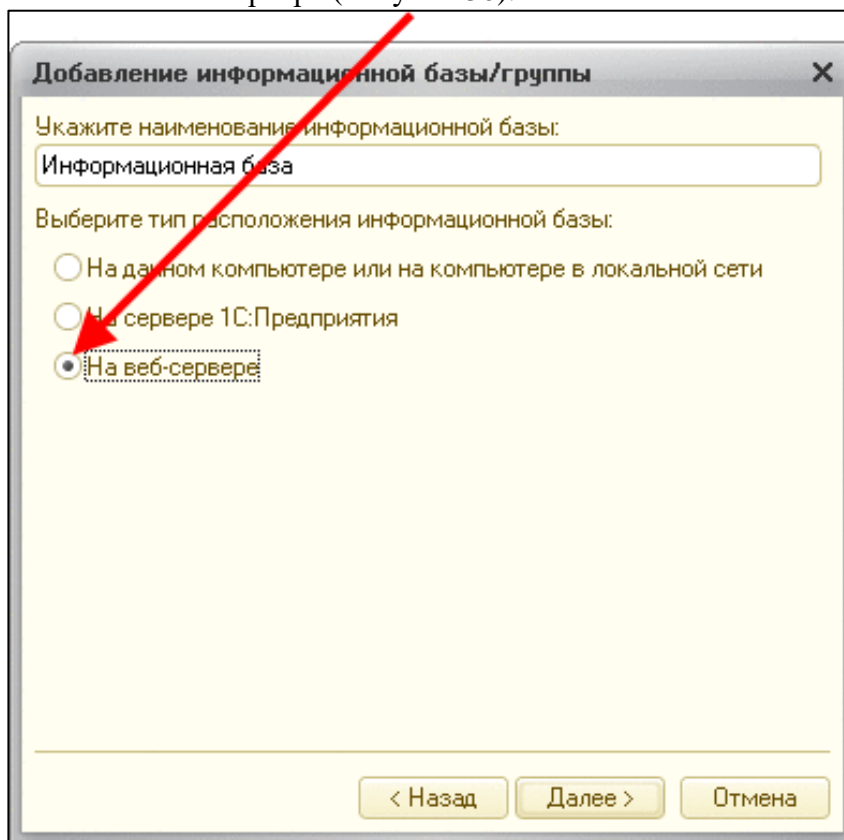 Добавление информационной базы/группы
Укажите наименование информационной базы:
Информационная база
Выберите тип расположения информационной базы:
На данном компьютере или на компьютере в локальной сети
На сервере 1С:Предприятия
На веб-сервере
< Назад Далее > Отмена